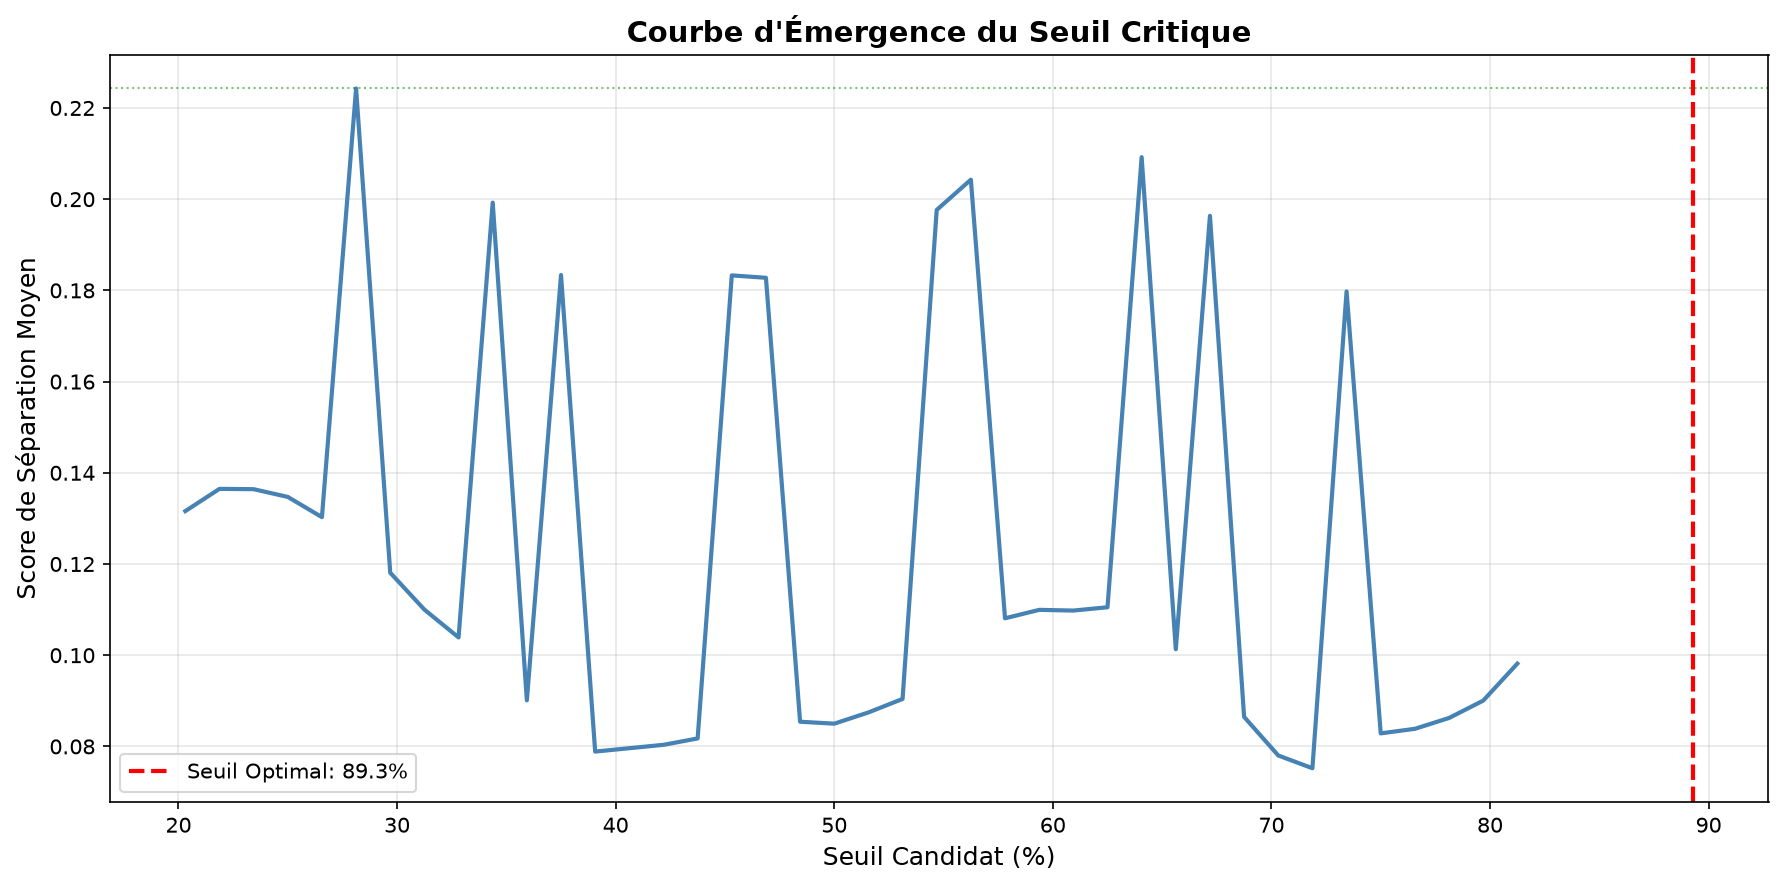 Courbe d'Émergence du Seuil Critique
Score de Séparation Moyen
0.22
0.20
0.18
0.16
0.14
0.12
0.10
0.08
Seuil Optimal: 89.3%
20 30 40 50 60 70 80 90
Seuil Candidat (%)